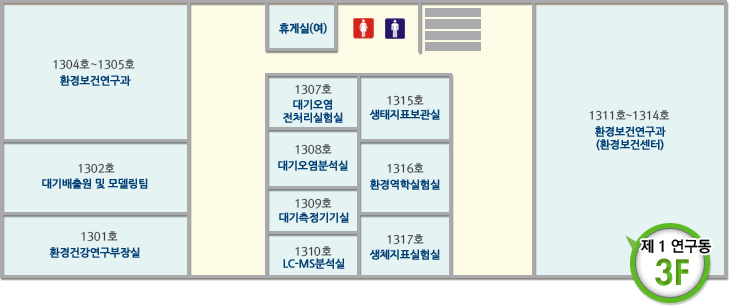 휴게실(여)
1304호~1305호
환경보건연구과
1302호
대기배출원 및 모델링팀
1301호
환경건강연구부장실
1307호
대기오염
전처리실험실
1308호
대기오염분석실
1309호
대기측정기기실
1310호
LC-MS분석실
1315호
생태지표보관실
1316호
환경역학실험실
1317호
생체지표실험실
1311호~1314호
환경보건연구과
(환경보건센터)
제 1 연구동
3F